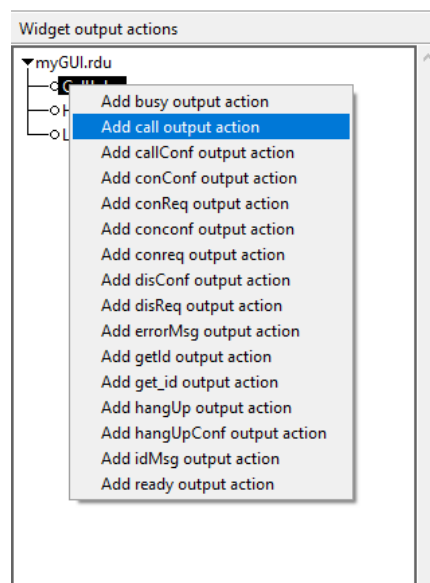 Widget output actions
myGUI.rdu
Add busy output action
Add call output action
Add callConf output action
Add conConf output action
Add conReq output action
Add conconf output action
Add conreq output action
Add disConf output action
Add disReq output action
Add errorMsg output action
Add getId output action
Add get_id output action
Add hangUp output action
Add hangUpConf output action
Add idMsg output action
Add ready output action